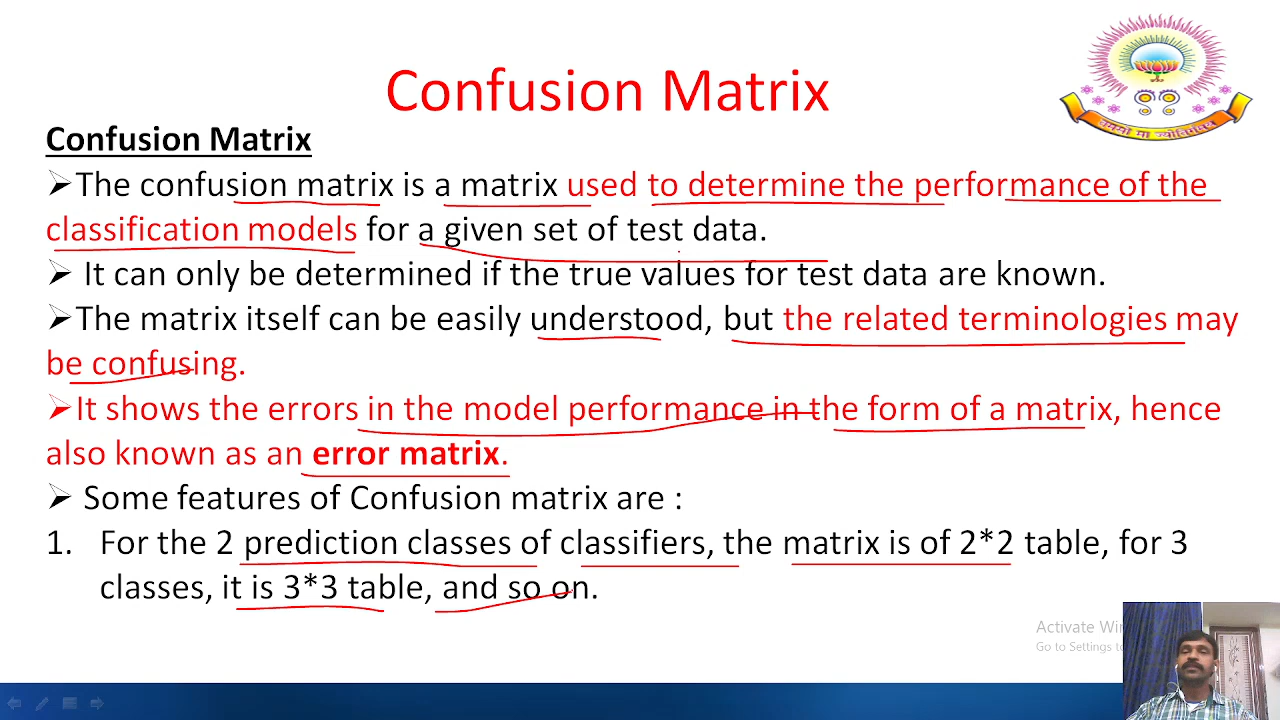 Confusion Matrix
Confusion Matrix
➢The confusion matrix is a matrix used to determine the performance of the
classification models for a given set of test data.
➢ It can only be determined if the true values for test data are known.
➢The matrix itself can be easily understood, but the related terminologies may
be confusing.
➢It shows the errors in the model performance in the form of a matrix, hence
also known as an error matrix.
➢ Some features of Confusion matrix are :
1. For the 2 prediction classes of classifiers, the matrix is of 2*2 table, for 3
classes, it is 3*3 table, and so on.
Activate Wi
Go to Settings t